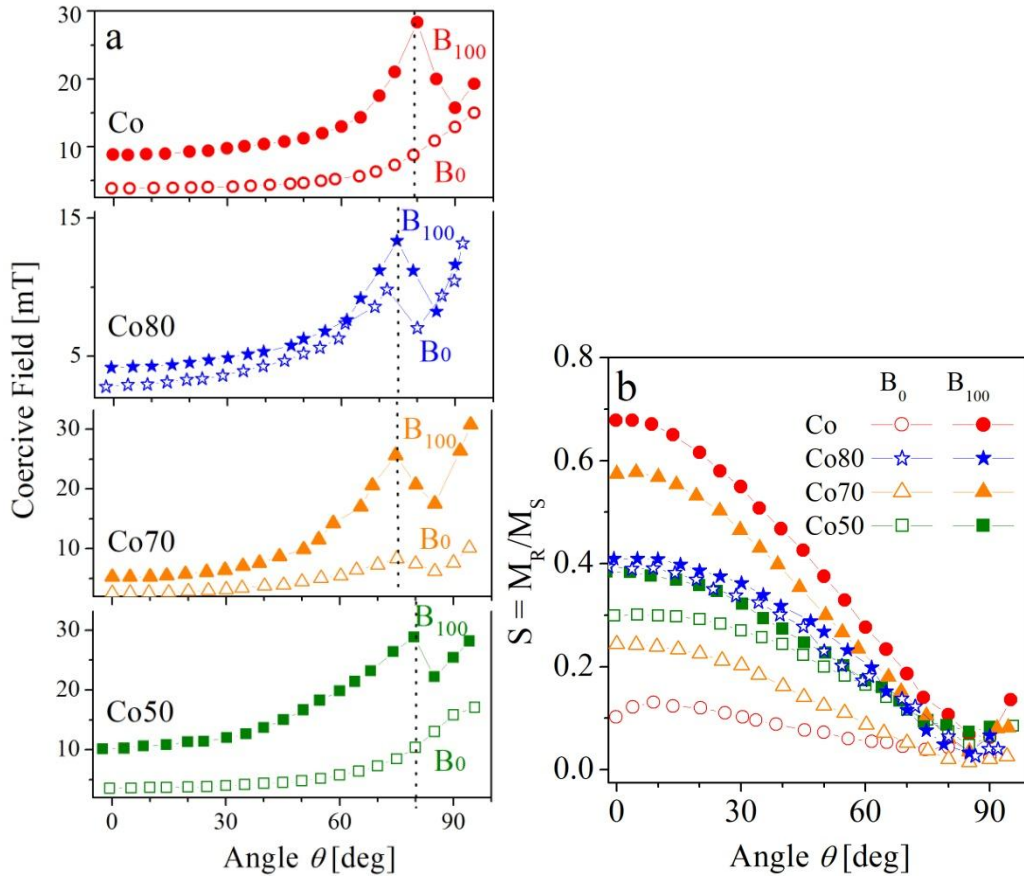 a
30
20
10
Co
B100
B0
15
5
Co80
B100
B0
30
20
10
Co70
B100
B0
30
20
10
Co50
B100
B0
0 30 60 90
Angle θ [deg]
Coercive Field [mT]
b
B0 B100
Co
Co80
Co70
Co50
0.8
0.6
0.4
0.2
0.0
0 30 60 90
Angle θ [deg]
S = MR/MS